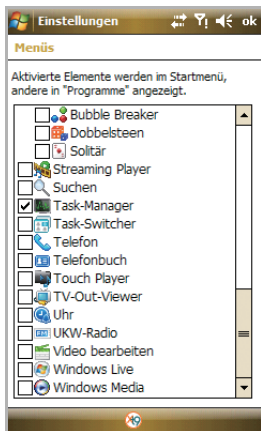 Einstellungen ok
Menüs
Aktivierte Elemente werden im Startmenü,
andere in "Programme" angezeigt.
Bubble Breaker
Dobbelsteen
Solitär
Streaming Player
Suchen
Task-Manager
Task-Switcher
Telefon
Telefonbuch
Touch Player
TV-Out-Viewer
Uhr
UKW-Radio
Video bearbeiten
Windows Live
Windows Media